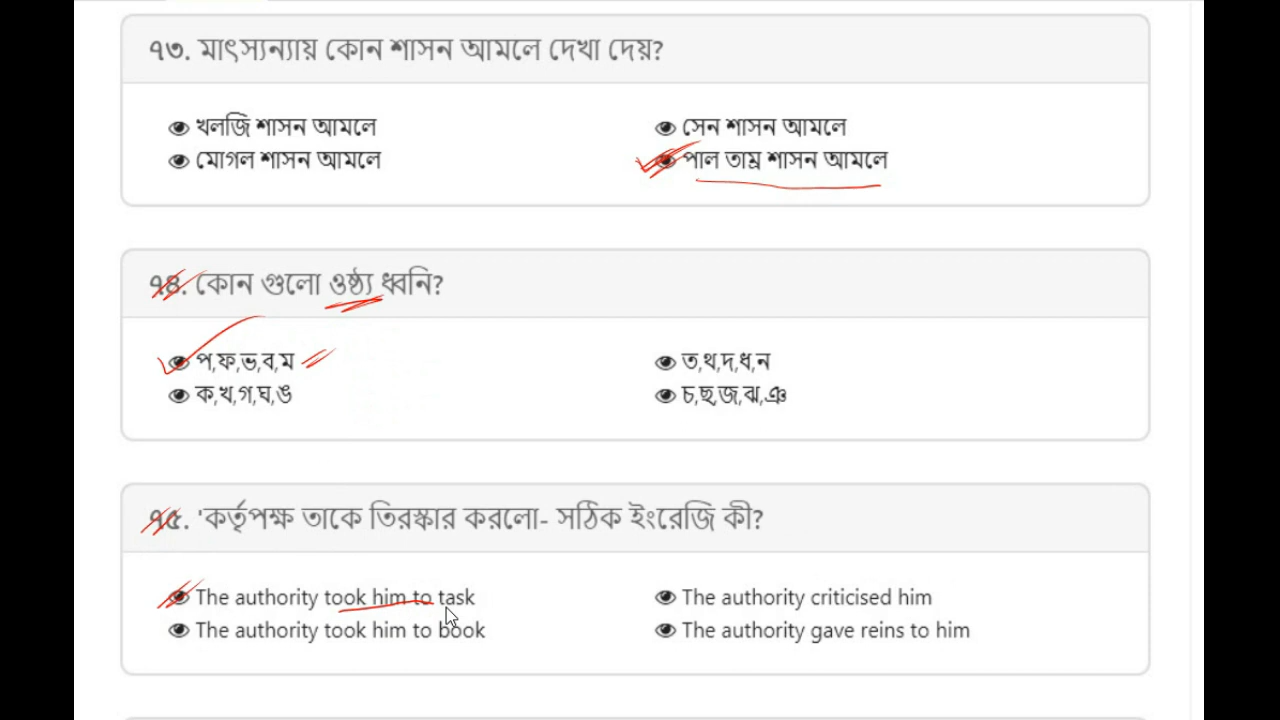 ৭৩. মাৎস্যন্যায় কোন শাসন আমলে দেখা দেয়?
খলজি শাসন আমলে
সেন শাসন আমলে
মোগল শাসন আমলে
পাল তাম্র শাসন আমলে
৭৪. কোন গুলো ওষ্ঠ্য ধ্বনি?
প,ফ,ভ,ব,ম
ত,থ,দ,ধ,ন
ক,খ,গ,ঘ,ঙ
চ,ছ,জ,ঝ,ঞ
৭৫. 'কর্তৃপক্ষ তাকে তিরস্কার করলো- সঠিক ইংরেজি কী?
The authority took him to task
The authority criticised him
The authority took him to book
The authority gave reins to him